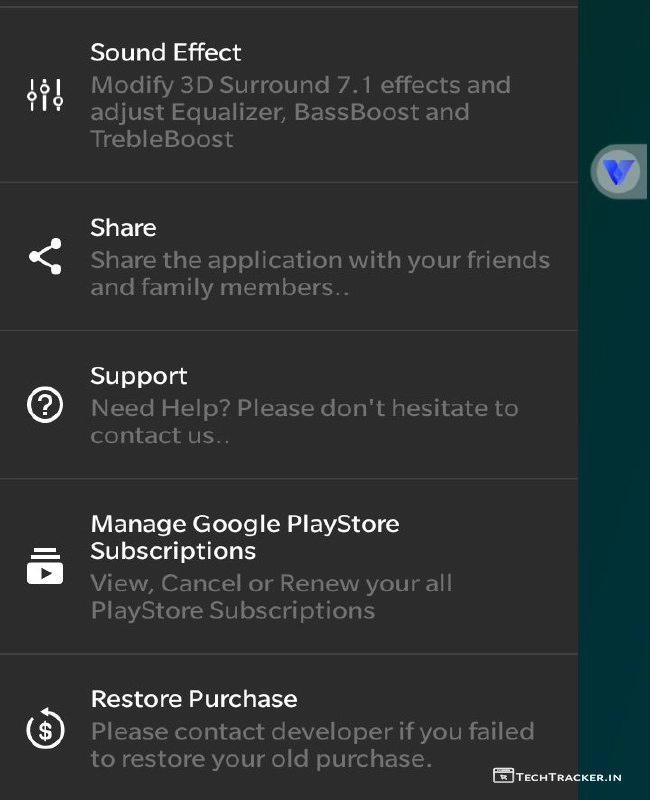 Sound Effect
Modify 3D Surround 7.1 effects and
adjust Equalizer, BassBoost and
TrebleBoost
Share
Share the application with your friends
and family members..
Support
Need Help? Please don't hesitate to
contact us..
Manage Google PlayStore
Subscriptions
View, Cancel or Renew your all
PlayStore Subscriptions
Restore Purchase
Please contact developer if you failed
to restore your old purchase.
TECHTRACKER.IN